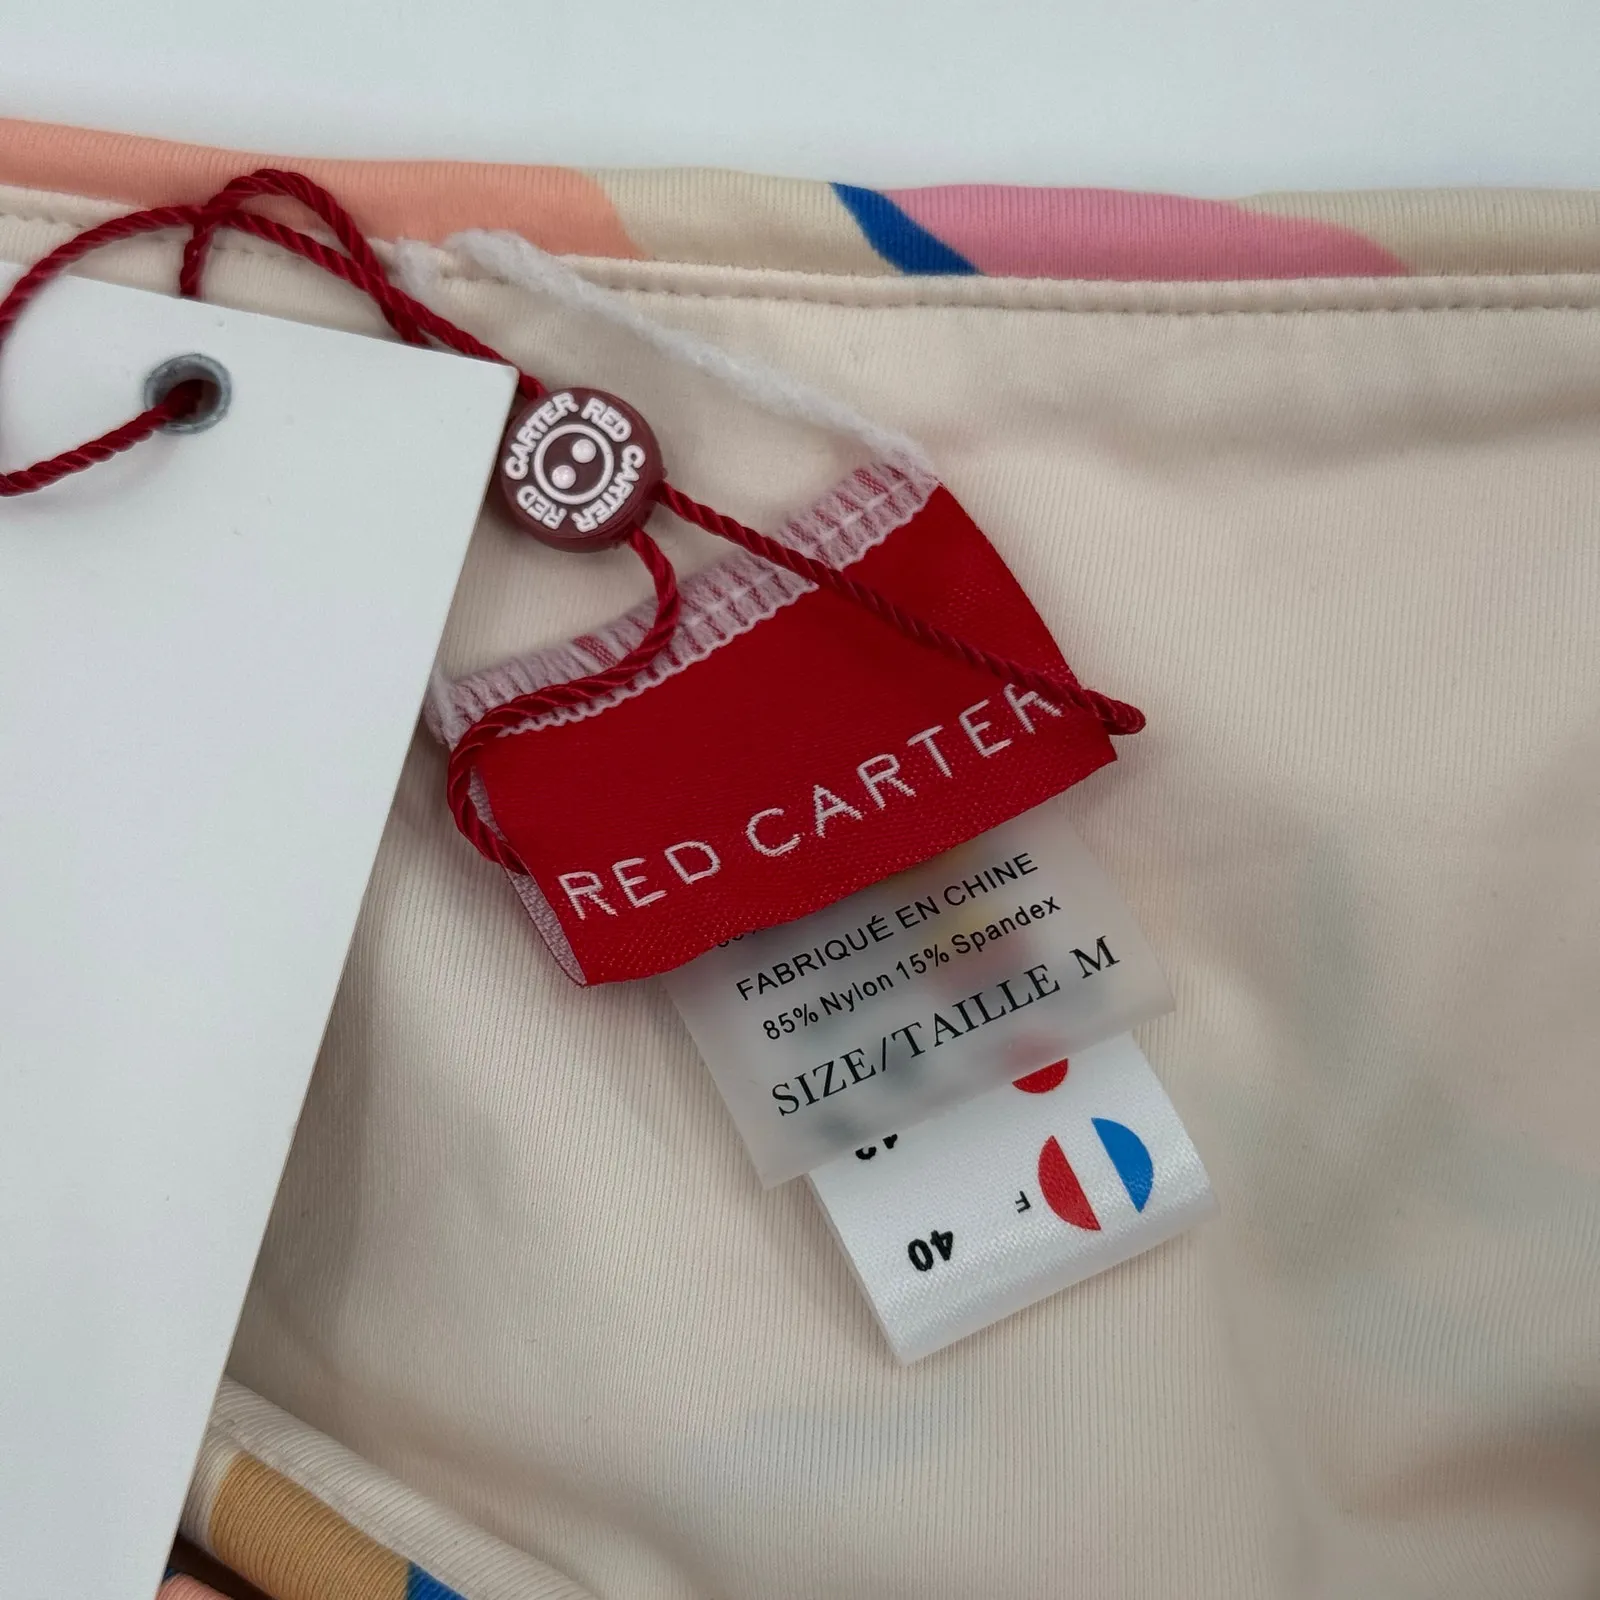 RED CARTER RED CARTER
RED CARTER
FABRIQUÉ EN CHINE
85% Nylon 15% Spandex
SIZE/TAILLE M
F
40